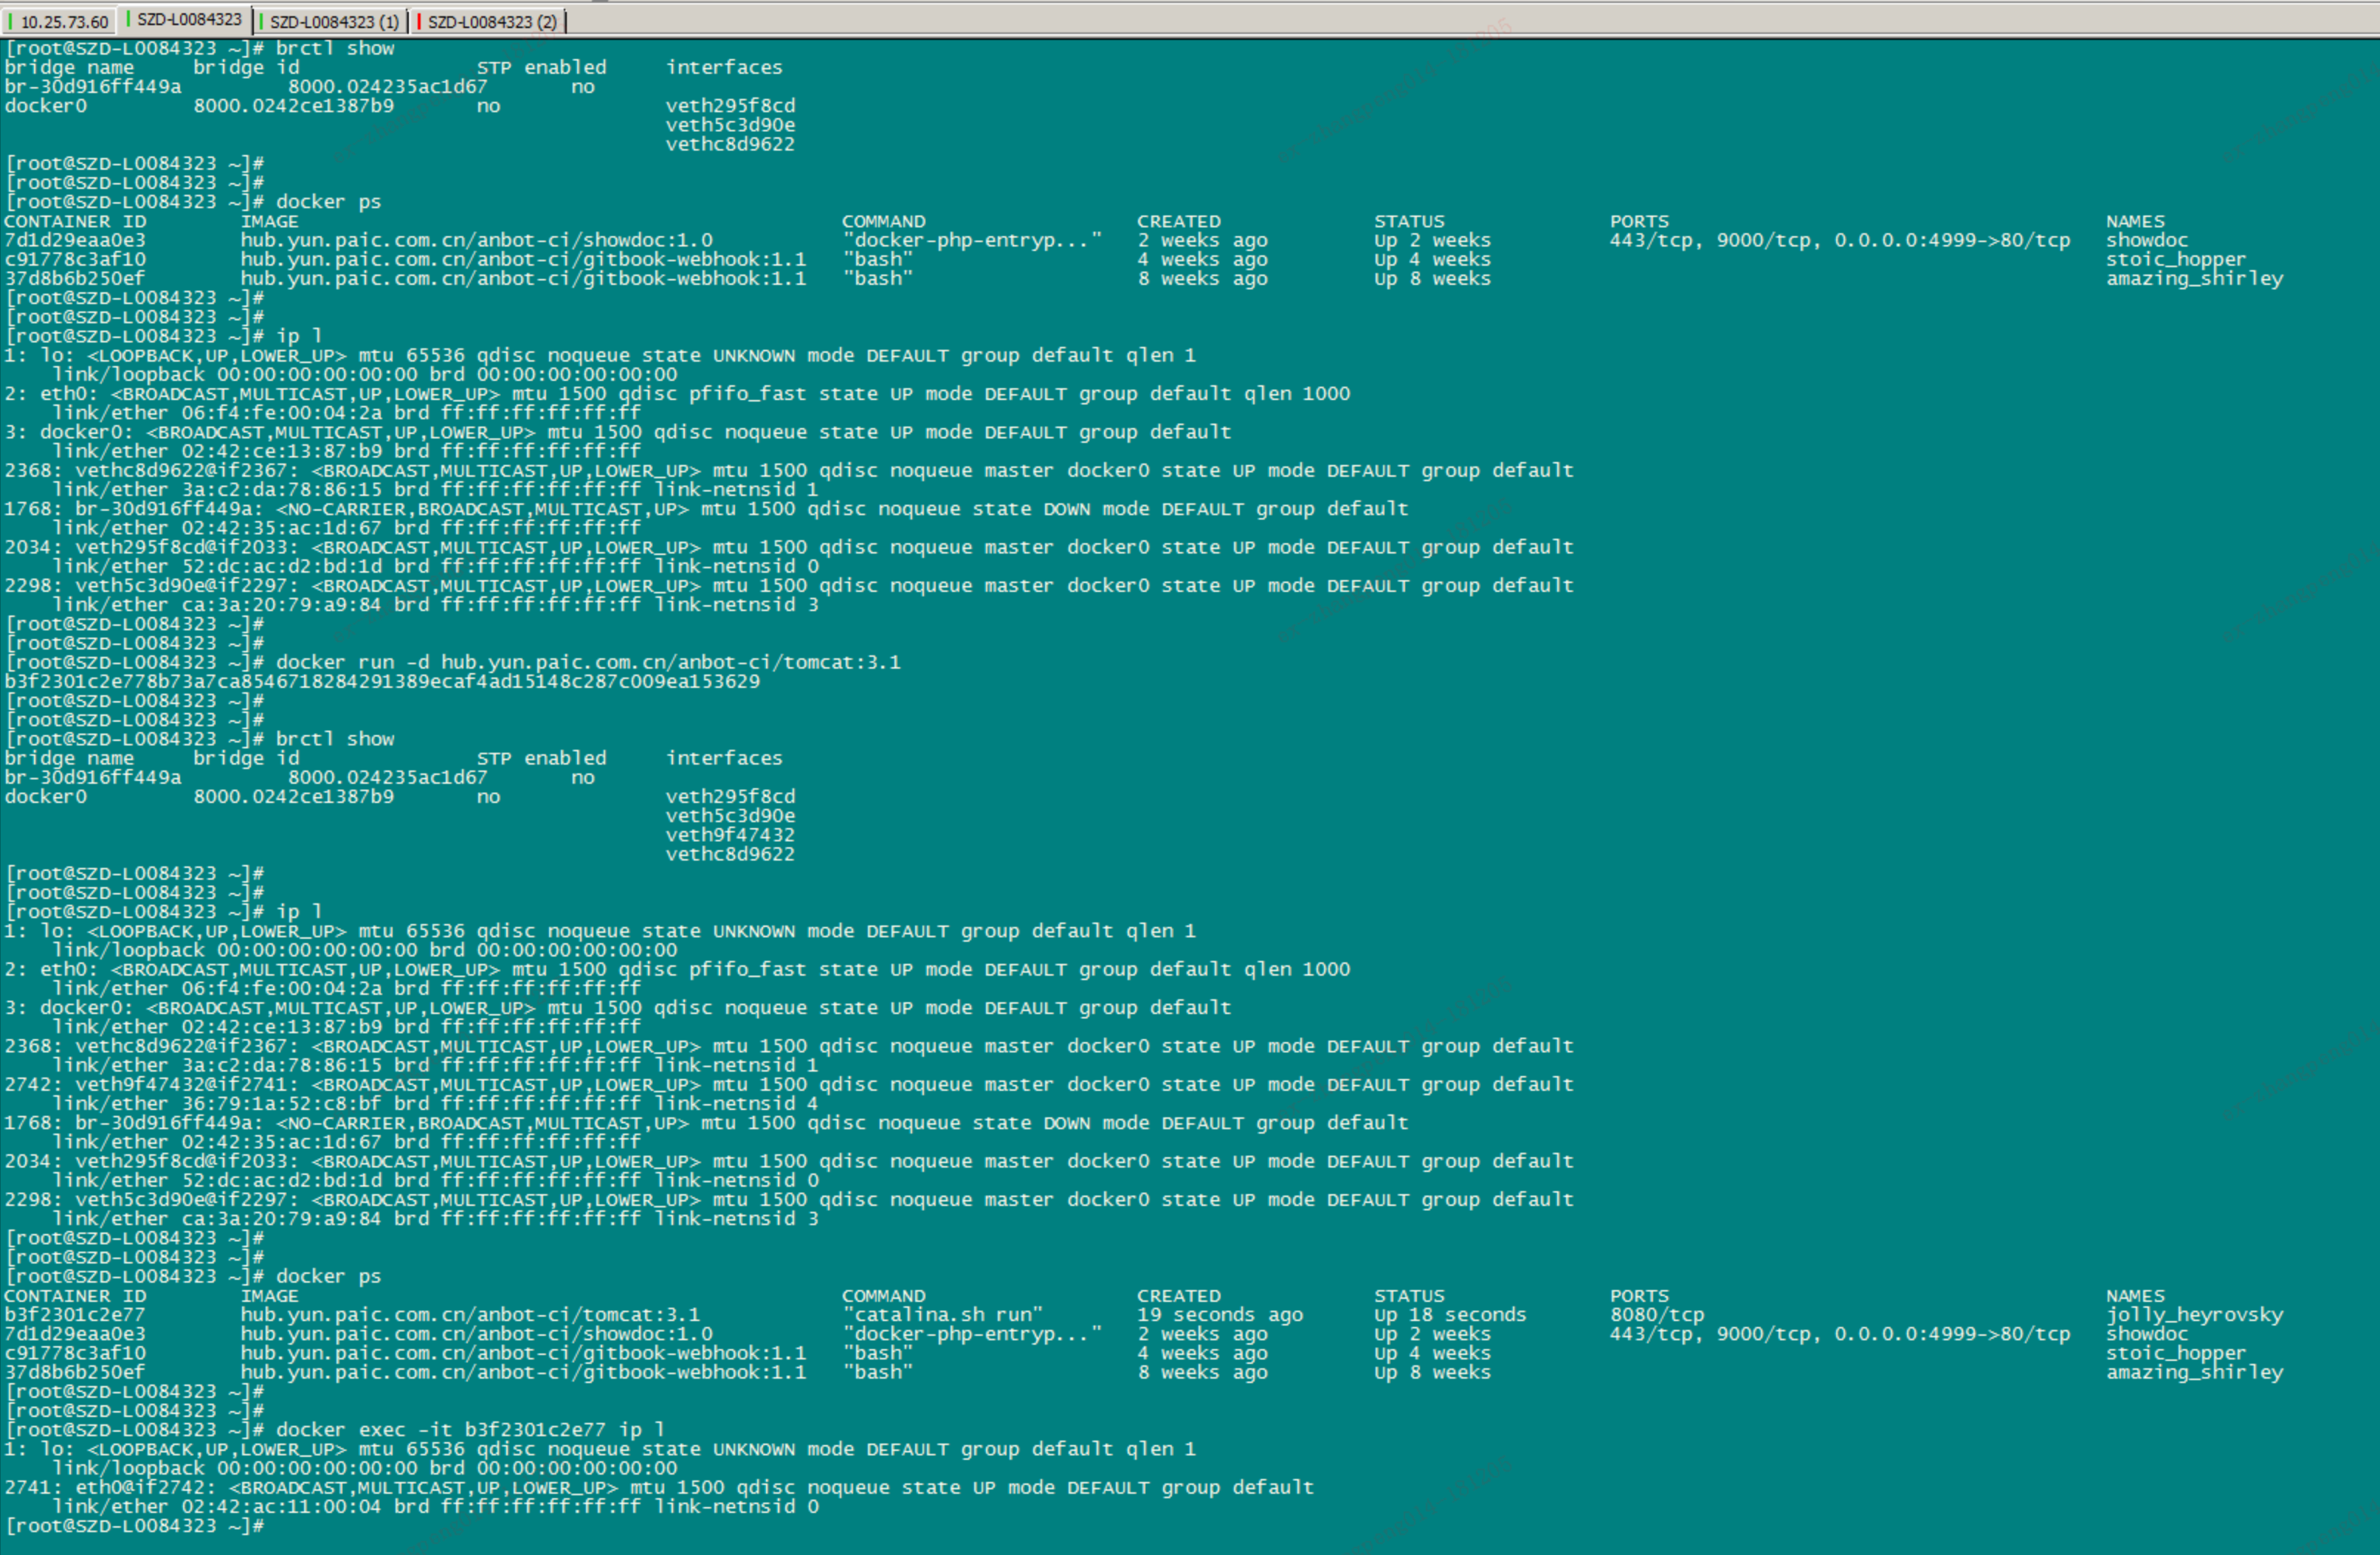 10.25.73.60 SZD-L0084323 SZD-L0084323 (1) SZD-L0084323 (2)
[root@SZD-L0084323 ~]# brctl show
bridge name     bridge id               STP enabled     interfaces
br-30d916ff449a         8000.024235ac1d67       no
docker0         8000.0242ce1387b9       no              veth295f8cd
                                                        veth5c3d90e
                                                        vethc8d9622
[root@SZD-L0084323 ~]#
[root@SZD-L0084323 ~]#
[root@SZD-L0084323 ~]# docker ps
CONTAINER ID        IMAGE                                              COMMAND                  CREATED             STATUS              PORTS                                     NAMES
7d1d29eaa0e3        hub.yun.paic.com.cn/anbot-ci/showdoc:1.0           "docker-php-entryp..."   2 weeks ago         Up 2 weeks          443/tcp, 9000/tcp, 0.0.0.0:4999->80/tcp   showdoc
c91778c3af10        hub.yun.paic.com.cn/anbot-ci/gitbook-webhook:1.1   "bash"                   4 weeks ago         Up 4 weeks                                                    stoic_hopper
37d8b6b250ef        hub.yun.paic.com.cn/anbot-ci/gitbook-webhook:1.1   "bash"                   8 weeks ago         Up 8 weeks                                                    amazing_shirley
[root@SZD-L0084323 ~]#
[root@SZD-L0084323 ~]#
[root@SZD-L0084323 ~]# ip l
1: lo: <LOOPBACK,UP,LOWER_UP> mtu 65536 qdisc noqueue state UNKNOWN mode DEFAULT group default qlen 1
    link/loopback 00:00:00:00:00:00 brd 00:00:00:00:00:00
2: eth0: <BROADCAST,MULTICAST,UP,LOWER_UP> mtu 1500 qdisc pfifo_fast state UP mode DEFAULT group default qlen 1000
    link/ether 06:f4:fe:00:04:2a brd ff:ff:ff:ff:ff:ff
3: docker0: <BROADCAST,MULTICAST,UP,LOWER_UP> mtu 1500 qdisc noqueue state UP mode DEFAULT group default
    link/ether 02:42:ce:13:87:b9 brd ff:ff:ff:ff:ff:ff
2368: vethc8d9622@if2367: <BROADCAST,MULTICAST,UP,LOWER_UP> mtu 1500 qdisc noqueue master docker0 state UP mode DEFAULT group default
    link/ether 3a:c2:da:78:86:15 brd ff:ff:ff:ff:ff:ff link-netnsid 1
1768: br-30d916ff449a: <NO-CARRIER,BROADCAST,MULTICAST,UP> mtu 1500 qdisc noqueue state DOWN mode DEFAULT group default
    link/ether 02:42:35:ac:1d:67 brd ff:ff:ff:ff:ff:ff
2034: veth295f8cd@if2033: <BROADCAST,MULTICAST,UP,LOWER_UP> mtu 1500 qdisc noqueue master docker0 state UP mode DEFAULT group default
    link/ether 52:dc:ac:d2:bd:1d brd ff:ff:ff:ff:ff:ff link-netnsid 0
2298: veth5c3d90e@if2297: <BROADCAST,MULTICAST,UP,LOWER_UP> mtu 1500 qdisc noqueue master docker0 state UP mode DEFAULT group default
    link/ether ca:3a:20:79:a9:84 brd ff:ff:ff:ff:ff:ff link-netnsid 3
[root@SZD-L0084323 ~]#
[root@SZD-L0084323 ~]#
[root@SZD-L0084323 ~]# docker run -d hub.yun.paic.com.cn/anbot-ci/tomcat:3.1
b3f2301c2e778b73a7ca8546718284291389ecaf4ad15148c287c009ea153629
[root@SZD-L0084323 ~]#
[root@SZD-L0084323 ~]#
[root@SZD-L0084323 ~]# brctl show
bridge name     bridge id               STP enabled     interfaces
br-30d916ff449a         8000.024235ac1d67       no
docker0         8000.0242ce1387b9       no              veth295f8cd
                                                        veth5c3d90e
                                                        veth9f47432
                                                        vethc8d9622
[root@SZD-L0084323 ~]#
[root@SZD-L0084323 ~]#
[root@SZD-L0084323 ~]# ip l
1: lo: <LOOPBACK,UP,LOWER_UP> mtu 65536 qdisc noqueue state UNKNOWN mode DEFAULT group default qlen 1
    link/loopback 00:00:00:00:00:00 brd 00:00:00:00:00:00
2: eth0: <BROADCAST,MULTICAST,UP,LOWER_UP> mtu 1500 qdisc pfifo_fast state UP mode DEFAULT group default qlen 1000
    link/ether 06:f4:fe:00:04:2a brd ff:ff:ff:ff:ff:ff
3: docker0: <BROADCAST,MULTICAST,UP,LOWER_UP> mtu 1500 qdisc noqueue state UP mode DEFAULT group default
    link/ether 02:42:ce:13:87:b9 brd ff:ff:ff:ff:ff:ff
2368: vethc8d9622@if2367: <BROADCAST,MULTICAST,UP,LOWER_UP> mtu 1500 qdisc noqueue master docker0 state UP mode DEFAULT group default
    link/ether 3a:c2:da:78:86:15 brd ff:ff:ff:ff:ff:ff link-netnsid 1
2742: veth9f47432@if2741: <BROADCAST,MULTICAST,UP,LOWER_UP> mtu 1500 qdisc noqueue master docker0 state UP mode DEFAULT group default
    link/ether 36:79:1a:52:c8:bf brd ff:ff:ff:ff:ff:ff link-netnsid 4
1768: br-30d916ff449a: <NO-CARRIER,BROADCAST,MULTICAST,UP> mtu 1500 qdisc noqueue state DOWN mode DEFAULT group default
    link/ether 02:42:35:ac:1d:67 brd ff:ff:ff:ff:ff:ff
2034: veth295f8cd@if2033: <BROADCAST,MULTICAST,UP,LOWER_UP> mtu 1500 qdisc noqueue master docker0 state UP mode DEFAULT group default
    link/ether 52:dc:ac:d2:bd:1d brd ff:ff:ff:ff:ff:ff link-netnsid 0
2298: veth5c3d90e@if2297: <BROADCAST,MULTICAST,UP,LOWER_UP> mtu 1500 qdisc noqueue master docker0 state UP mode DEFAULT group default
    link/ether ca:3a:20:79:a9:84 brd ff:ff:ff:ff:ff:ff link-netnsid 3
[root@SZD-L0084323 ~]#
[root@SZD-L0084323 ~]#
[root@SZD-L0084323 ~]# docker ps
CONTAINER ID        IMAGE                                              COMMAND                  CREATED             STATUS              PORTS                                     NAMES
b3f2301c2e77        hub.yun.paic.com.cn/anbot-ci/tomcat:3.1            "catalina.sh run"        19 seconds ago      Up 18 seconds       8080/tcp                                  jolly_heyrovsky
7d1d29eaa0e3        hub.yun.paic.com.cn/anbot-ci/showdoc:1.0           "docker-php-entryp..."   2 weeks ago         Up 2 weeks          443/tcp, 9000/tcp, 0.0.0.0:4999->80/tcp   showdoc
c91778c3af10        hub.yun.paic.com.cn/anbot-ci/gitbook-webhook:1.1   "bash"                   4 weeks ago         Up 4 weeks                                                    stoic_hopper
37d8b6b250ef        hub.yun.paic.com.cn/anbot-ci/gitbook-webhook:1.1   "bash"                   8 weeks ago         Up 8 weeks                                                    amazing_shirley
[root@SZD-L0084323 ~]#
[root@SZD-L0084323 ~]#
[root@SZD-L0084323 ~]# docker exec -it b3f2301c2e77 ip l
1: lo: <LOOPBACK,UP,LOWER_UP> mtu 65536 qdisc noqueue state UNKNOWN mode DEFAULT group default qlen 1
    link/loopback 00:00:00:00:00:00 brd 00:00:00:00:00:00
2741: eth0@if2742: <BROADCAST,MULTICAST,UP,LOWER_UP> mtu 1500 qdisc noqueue state UP mode DEFAULT group default
    link/ether 02:42:ac:11:00:04 brd ff:ff:ff:ff:ff:ff link-netnsid 0
[root@SZD-L0084323 ~]#